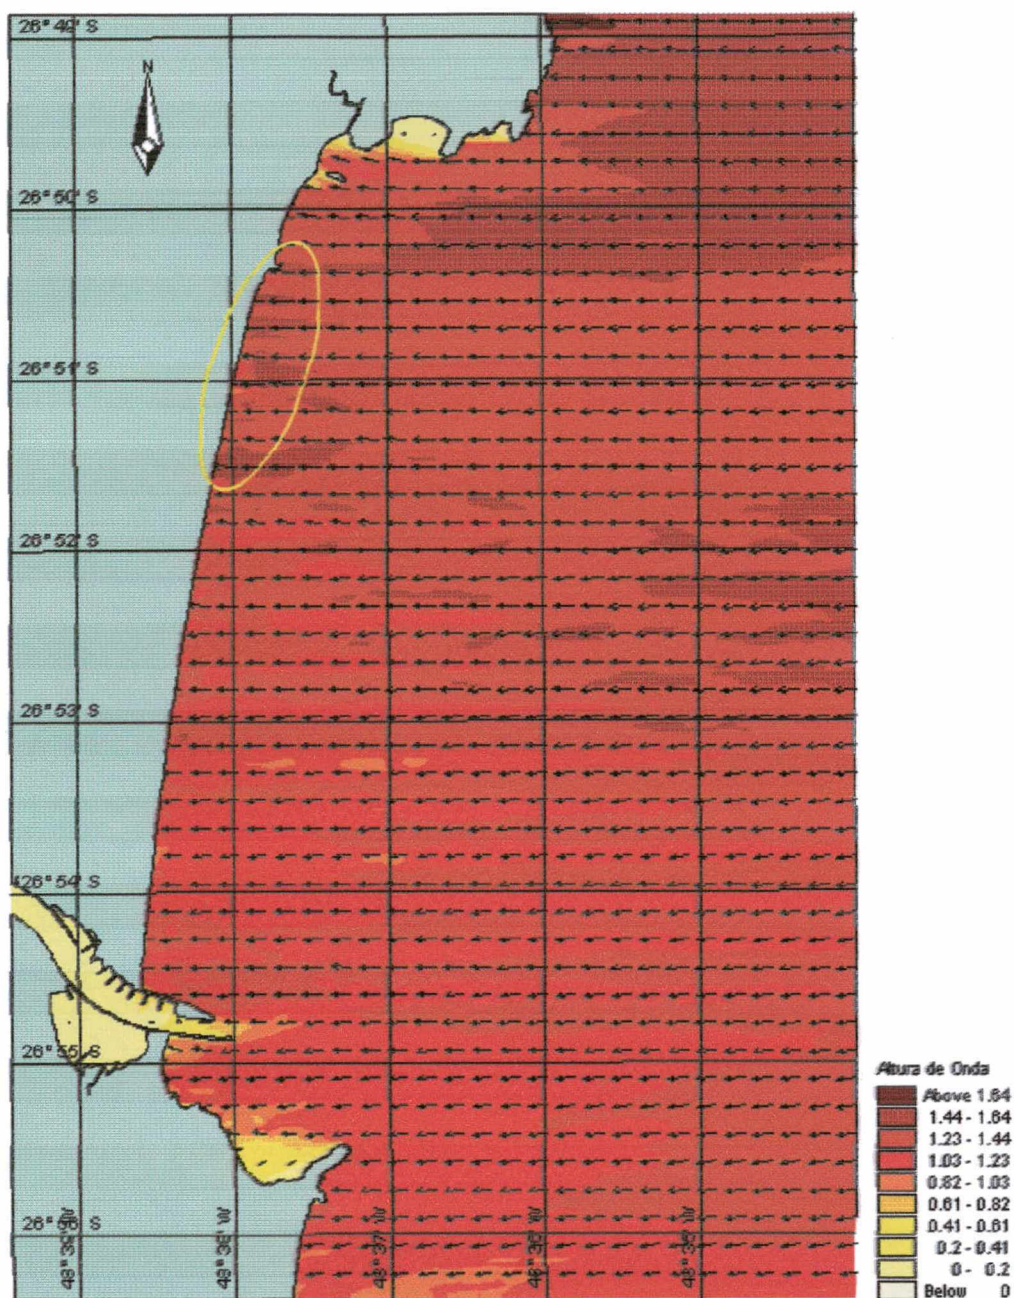 26° 49' S
N
26° 50' S
26° 51' S
26° 52' S
26° 53' S
26° 54' S
26° 55' S
26° 56' S
48° 39' W
48° 38' W
48° 37' W
48° 36' W
48° 35' W
Altura de Onda
Above 1.64
1.44 - 1.64
1.23 - 1.44
1.03 - 1.23
0.82 - 1.03
0.61 - 0.82
0.41 - 0.61
0.2 - 0.41
0 - 0.2
Below 0